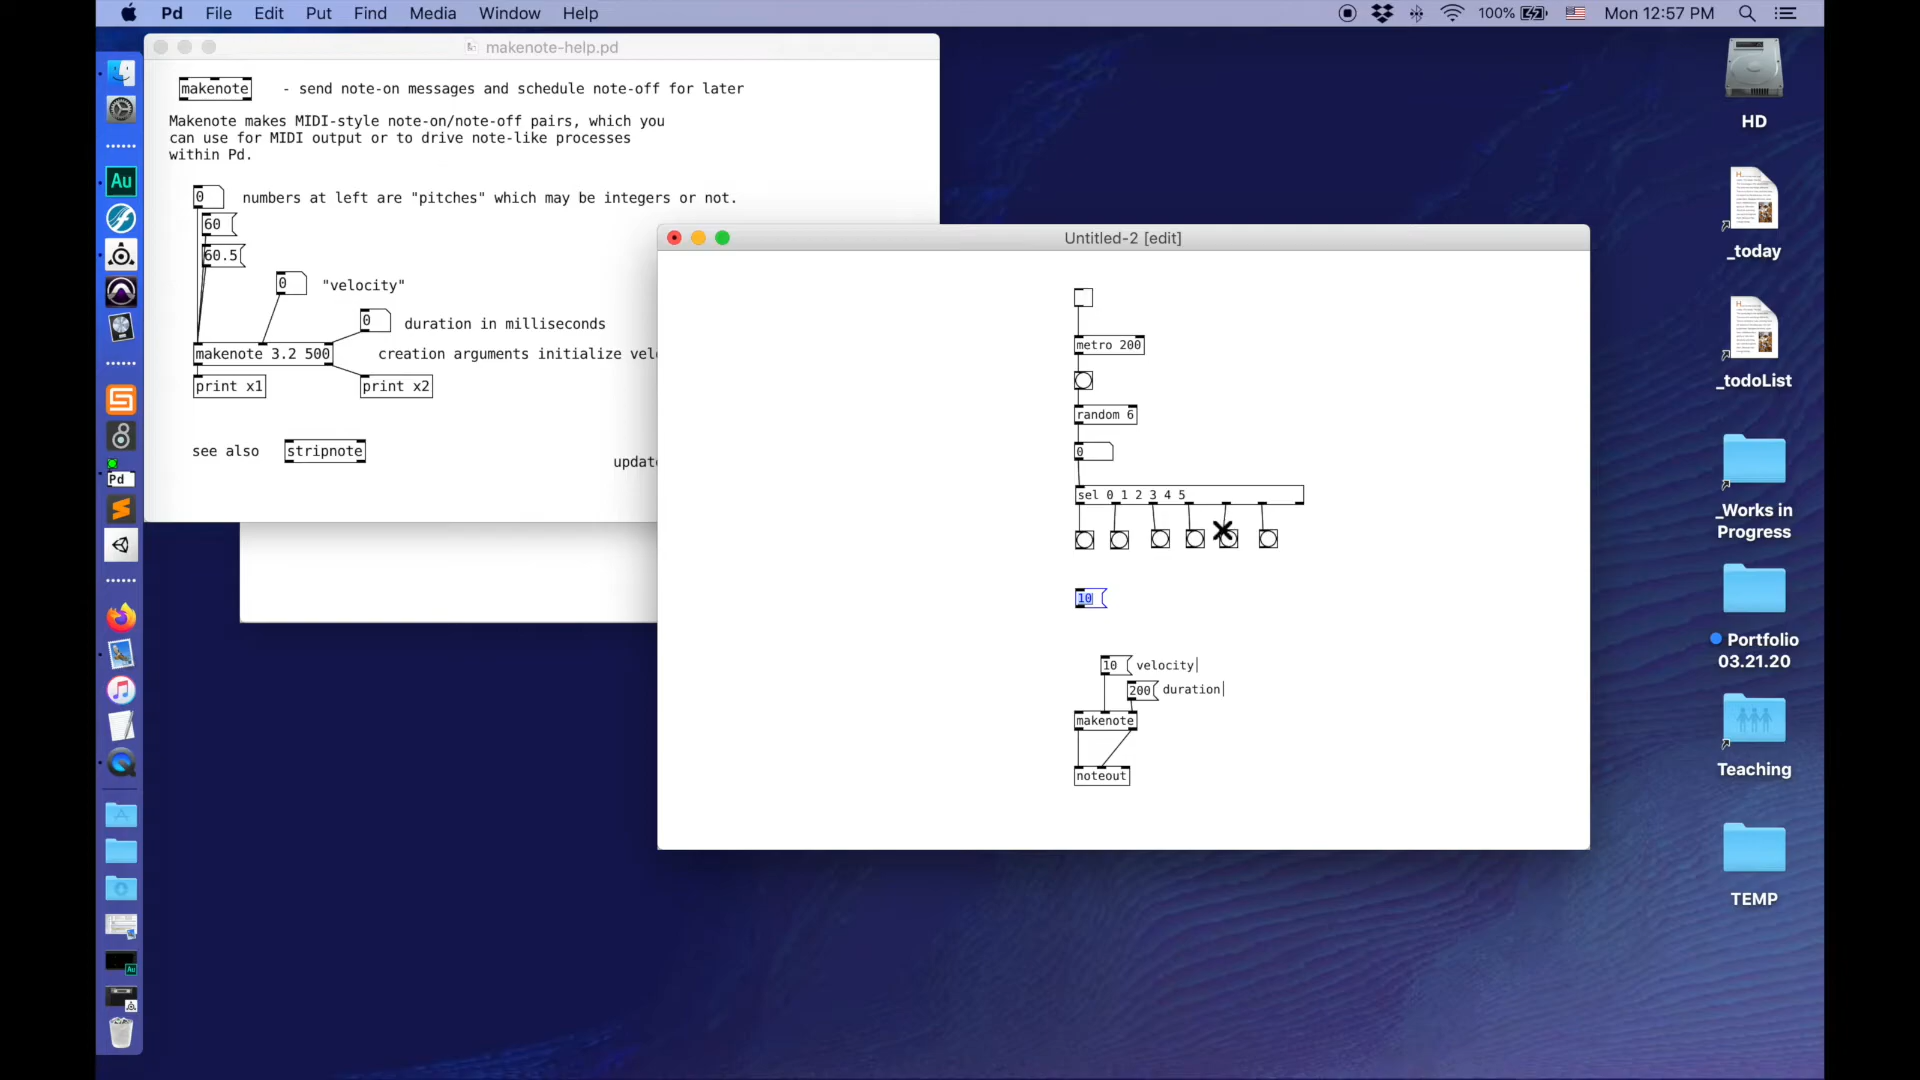 Pd File Edit Put Find Media Window Help
100% Mon 12:57 PM
makenote-help.pd
makenote - send note-on messages and schedule note-off for later
Makenote makes MIDI-style note-on/note-off pairs, which you
can use for MIDI output or to drive note-like processes
within Pd.
0 numbers at left are "pitches" which may be integers or not.
60
60.5
0 "velocity"
0 duration in milliseconds
makenote 3.2 500 creation arguments initialize vel
print x1 print x2
see also stripnote
update
Untitled-2 [edit]
metro 200
random 6
0
sel 0 1 2 3 4 5
10
10 velocity
200 duration
makenote
noteout
HD
_today
_todoList
_Works in
Progress
Portfolio
03.21.20
Teaching
TEMP
Au
Pd
Au